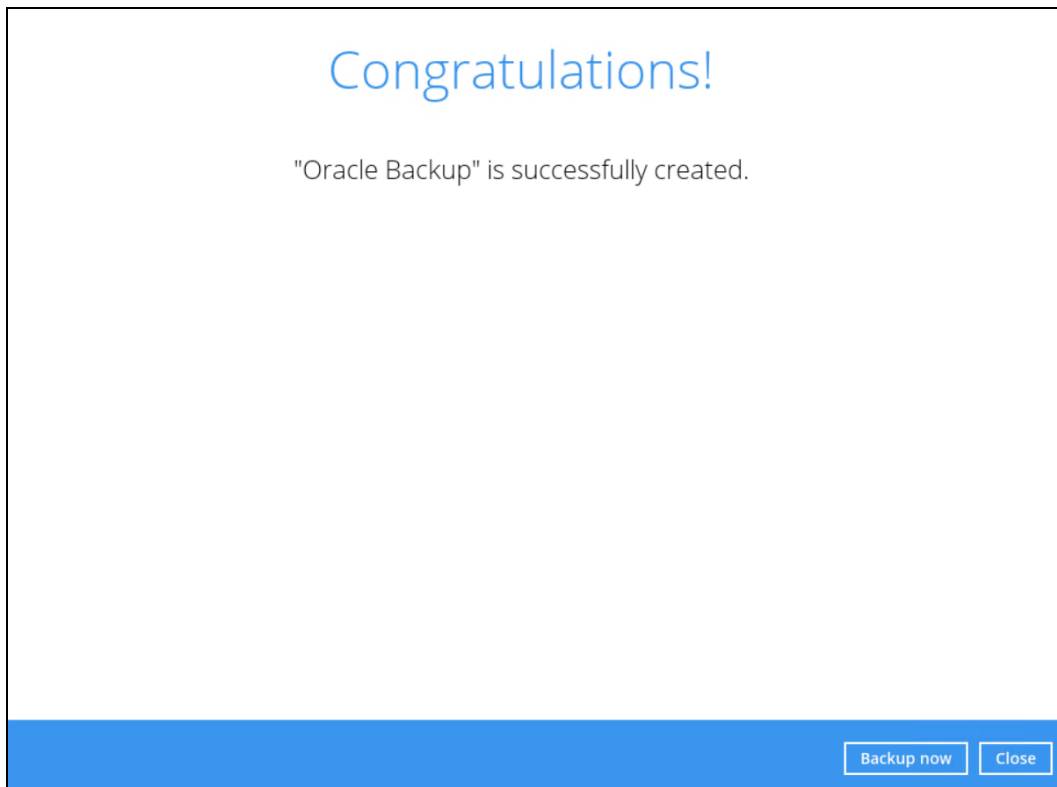 Congratulations!
"Oracle Backup" is successfully created.
Backup now Close